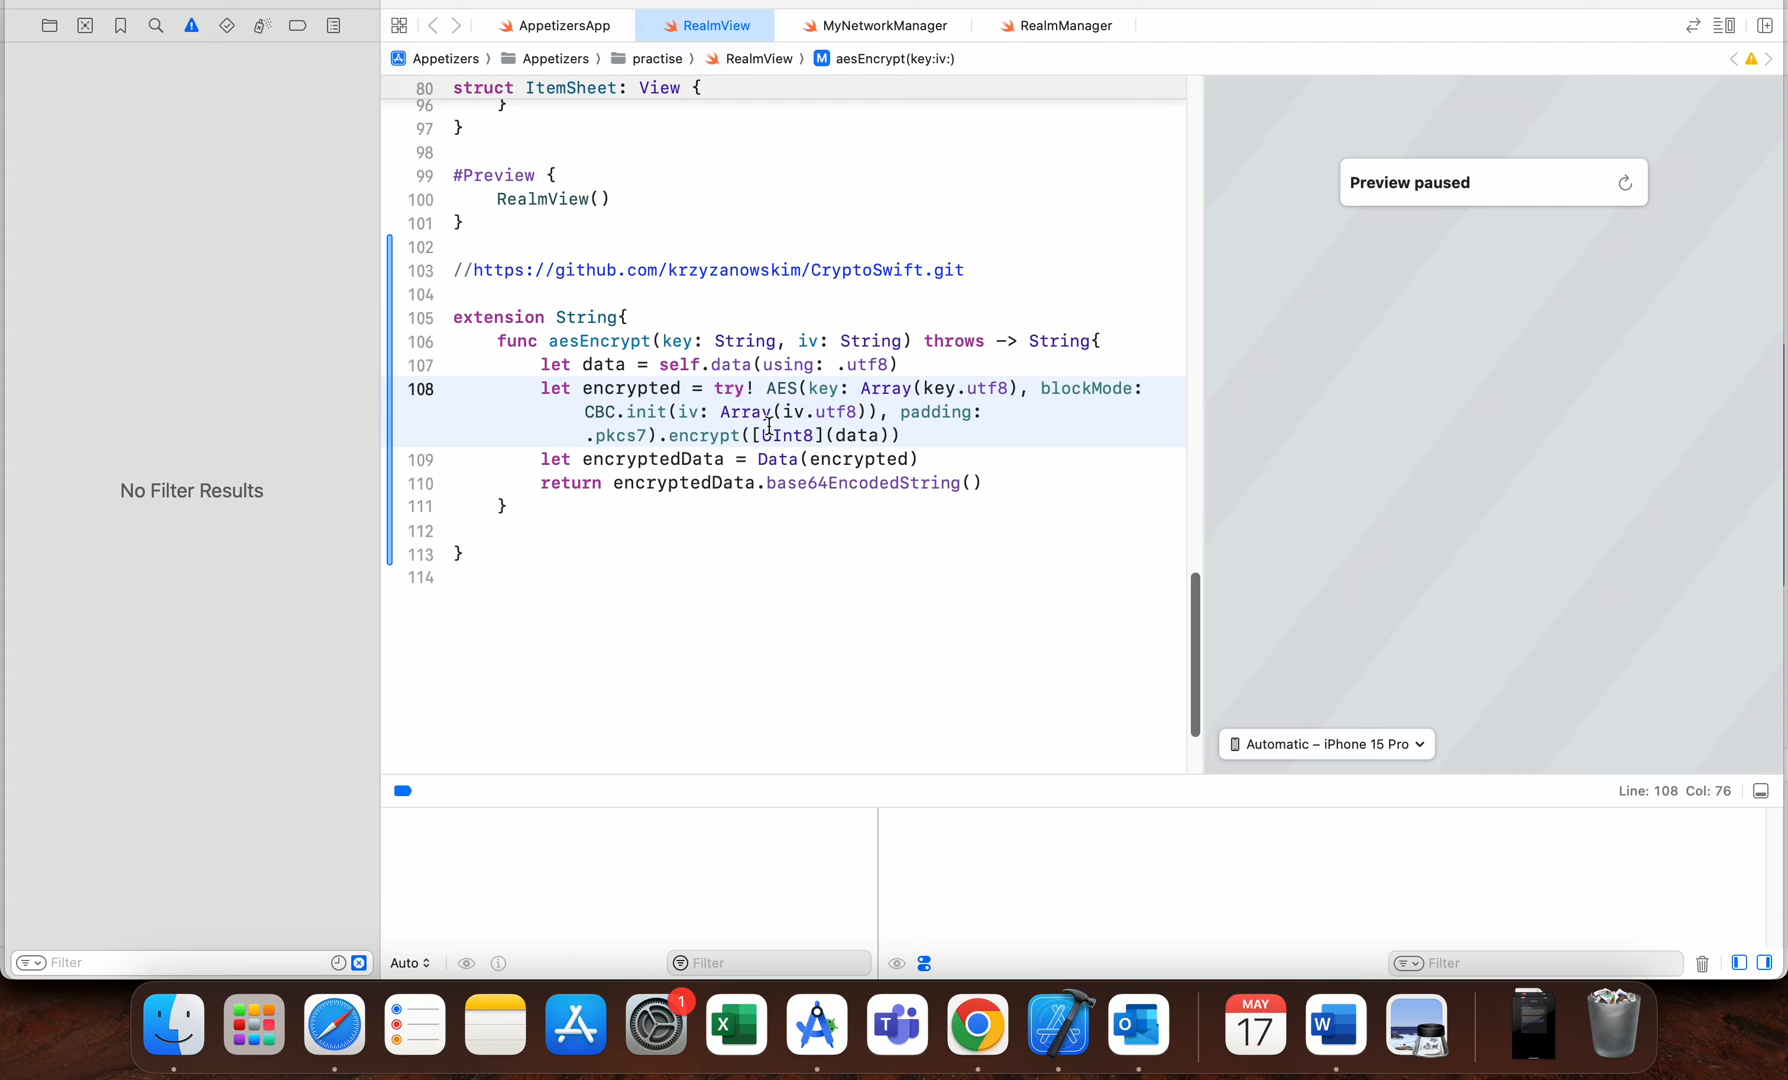 AppetizersApp RealmView MyNetworkManager RealmManager
Appetizers 〉 Appetizers 〉 practise 〉 RealmView 〉 M aesEncrypt(key:iv:)
80 struct ItemSheet: View {
96 }
97 }
98
99 #Preview {
100 RealmView()
101 }
102
103 //https://github.com/krzyzanowskim/CryptoSwift.git
104
105 extension String{
106 func aesEncrypt(key: String, iv: String) throws -> String{
107 let data = self.data(using: .utf8)
108 let encrypted = try! AES(key: Array(key.utf8), blockMode:
CBC.init(iv: Array(iv.utf8)), padding:
.pkcs7).encrypt([UInt8](data))
109 let encryptedData = Data(encrypted)
110 return encryptedData.base64EncodedString()
111 }
112
113 }
114
No Filter Results
Preview paused
Automatic – iPhone 15 Pro
Line: 108 Col: 76
Filter
Auto
Filter
Filter
1
X
T
O
MAY
17
W